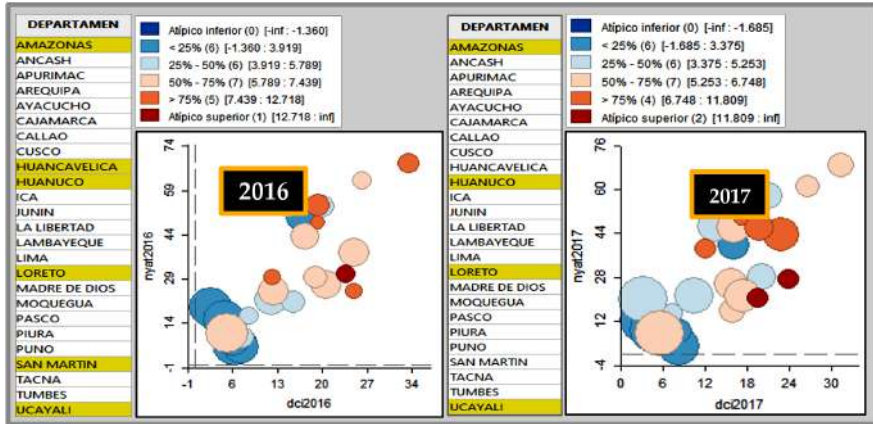 DEPARTAMEN
AMAZONAS
ANCASH
APURIMAC
AREQUIPA
AYACUCHO
CAJAMARCA
CALLAO
CUSCO
HUANCAVELICA
HUANUCO
ICA
JUNIN
LA LIBERTAD
LAMBAYEQUE
LIMA
LORETO
MADRE DE DIOS
MOQUEGUA
PASCO
PIURA
PUNO
SAN MARTIN
TACNA
TUMBES
UCAYALI
Atípico inferior (0) [-inf : -1.360]
< 25% (6) [-1.360 : 3.919]
25% - 50% (6) [3.919 : 5.789]
50% - 75% (7) [5.789 : 7.439]
> 75% (5) [7.439 : 12.718]
Atípico superior (1) [12.718 : inf]
2016
nyat2016
74
59
44
29
14
-1
-1 6 13 20 27 34
dci2016
DEPARTAMEN
AMAZONAS
ANCASH
APURIMAC
AREQUIPA
AYACUCHO
CAJAMARCA
CALLAO
CUSCO
HUANCAVELICA
HUANUCO
ICA
JUNIN
LA LIBERTAD
LAMBAYEQUE
LIMA
LORETO
MADRE DE DIOS
MOQUEGUA
PASCO
PIURA
PUNO
SAN MARTIN
TACNA
TUMBES
UCAYALI
Atípico inferior (0) [-inf : -1.685]
< 25% (6) [-1.685 : 3.375]
25% - 50% (6) [3.375 : 5.253]
50% - 75% (7) [5.253 : 6.748]
> 75% (4) [6.748 : 11.809]
Atípico superior (2) [11.809 : inf]
2017
nyat2017
76
60
44
28
12
-4
0 6 12 18 24 30
dci2017